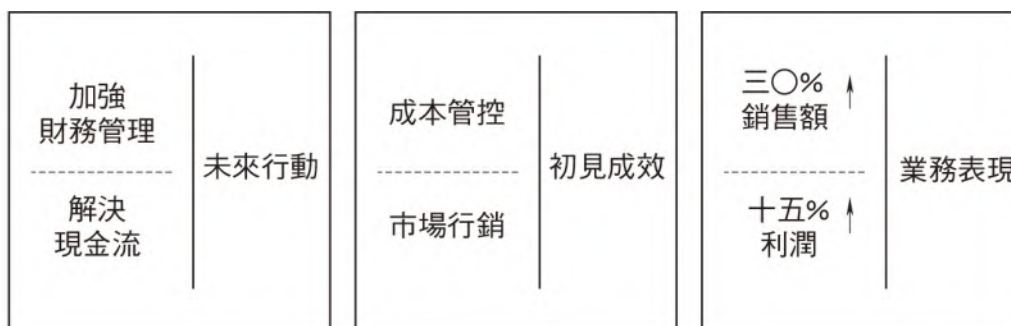 業務表現
三〇% ↑
銷售額
十五% ↑
利潤
初見成效
成本管控
市場行銷
未來行動
加強
財務管理
解決
現金流